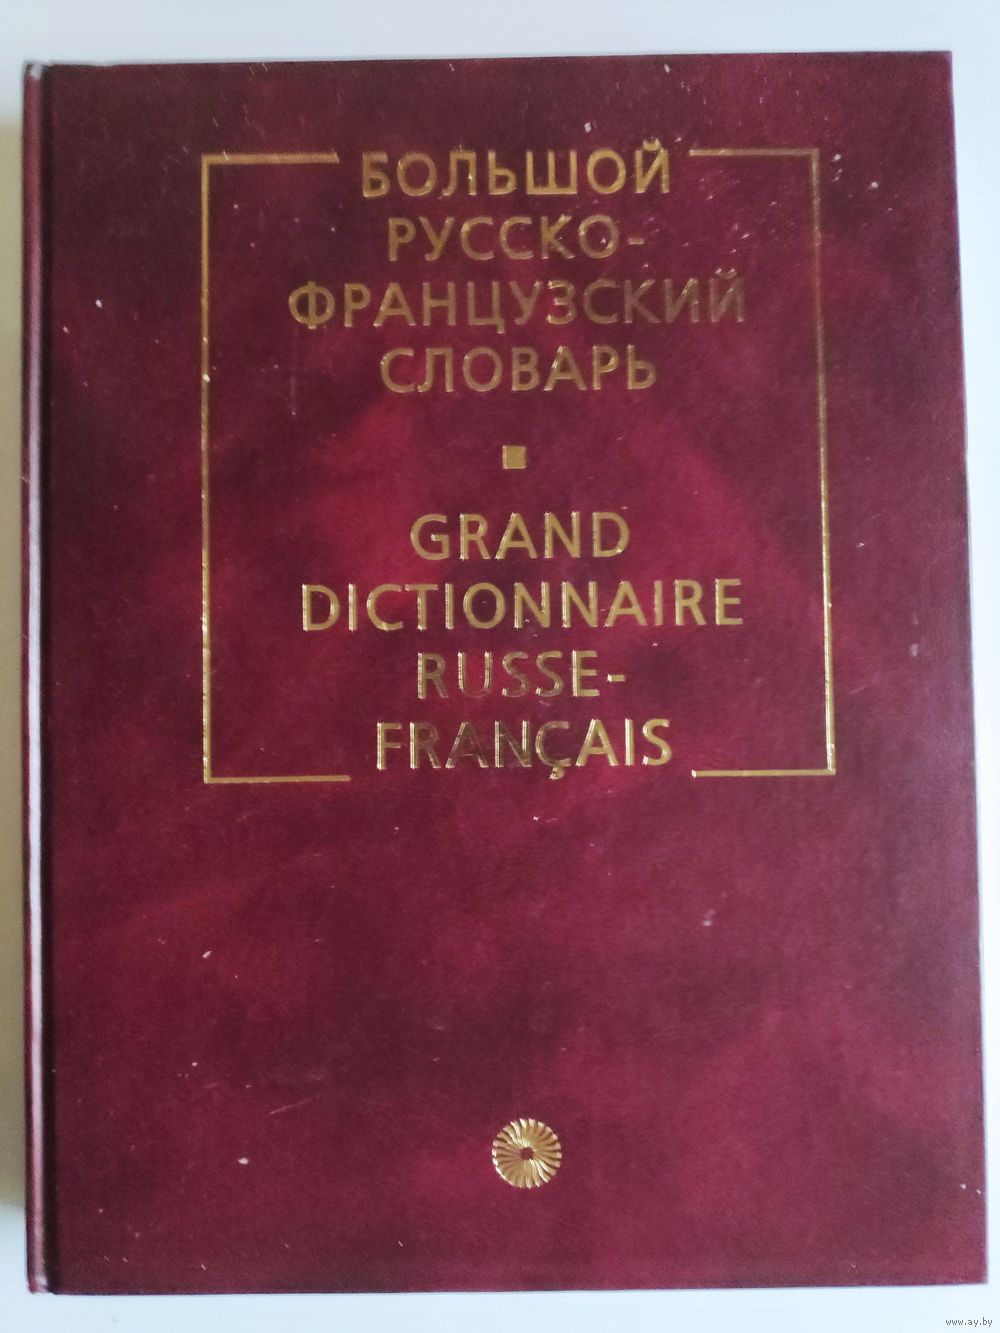 БОЛЬШОЙ
РУССКО-
ФРАНЦУЗСКИЙ
СЛОВАРЬ
GRAND
DICTIONNAIRE
RUSSE-
FRANÇAIS
www.ay.by